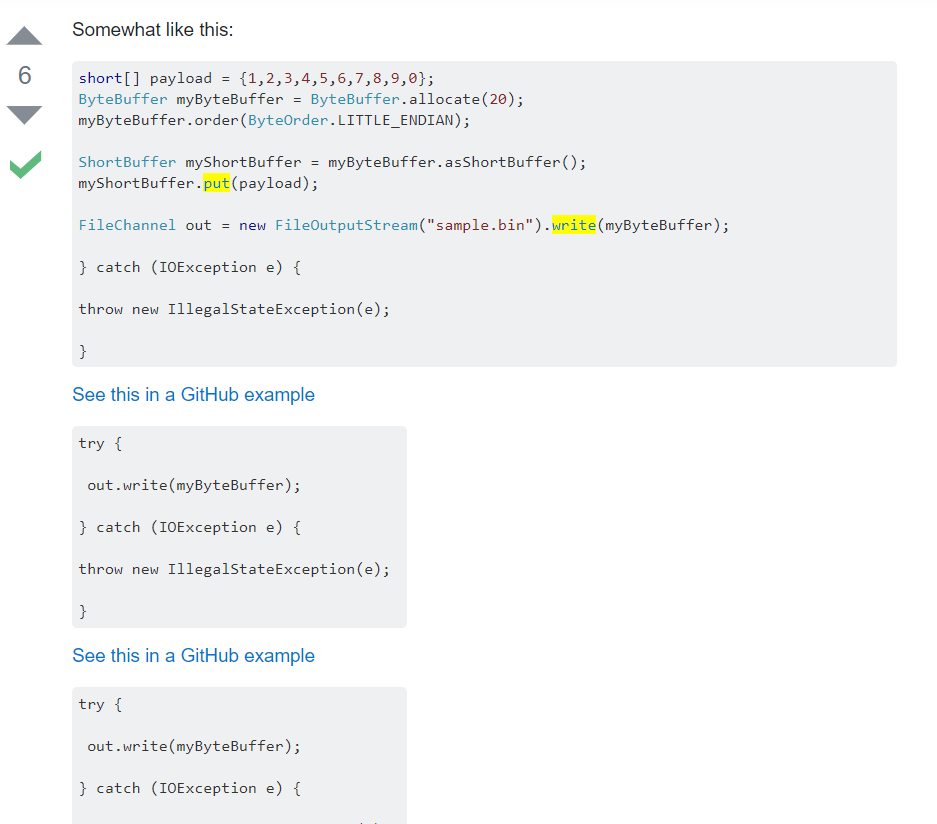 Somewhat like this:
6
short[] payload = {1,2,3,4,5,6,7,8,9,0};
ByteBuffer myByteBuffer = ByteBuffer.allocate(20);
myByteBuffer.order(ByteOrder.LITTLE_ENDIAN);
ShortBuffer myShortBuffer = myByteBuffer.asShortBuffer();
myShortBuffer.put(payload);
FileChannel out = new FileOutputStream("sample.bin").write(myByteBuffer);
} catch (IOException e) {
throw new IllegalStateException(e);
}
See this in a GitHub example
try {
out.write(myByteBuffer);
} catch (IOException e) {
throw new IllegalStateException(e);
}
See this in a GitHub example
try {
out.write(myByteBuffer);
} catch (IOException e) {